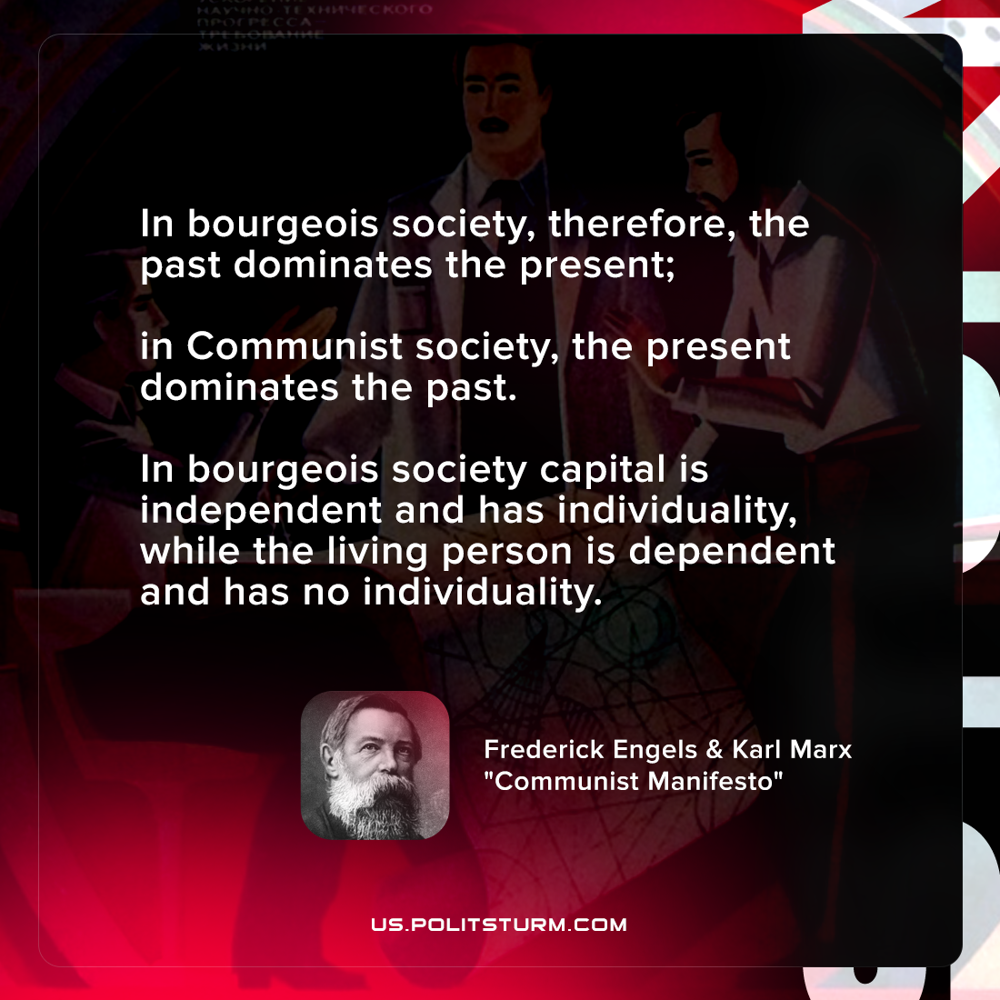 НАУЧНО ТЕХНИЧЕСКОГО
ПРОГРЕССА —
ТРЕБОВАНИЕ
ЖИЗНИ
In bourgeois society, therefore, the
past dominates the present;
in Communist society, the present
dominates the past.
In bourgeois society capital is
independent and has individuality,
while the living person is dependent
and has no individuality.
Frederick Engels & Karl Marx
"Communist Manifesto"
US.POLITSTURM.COM